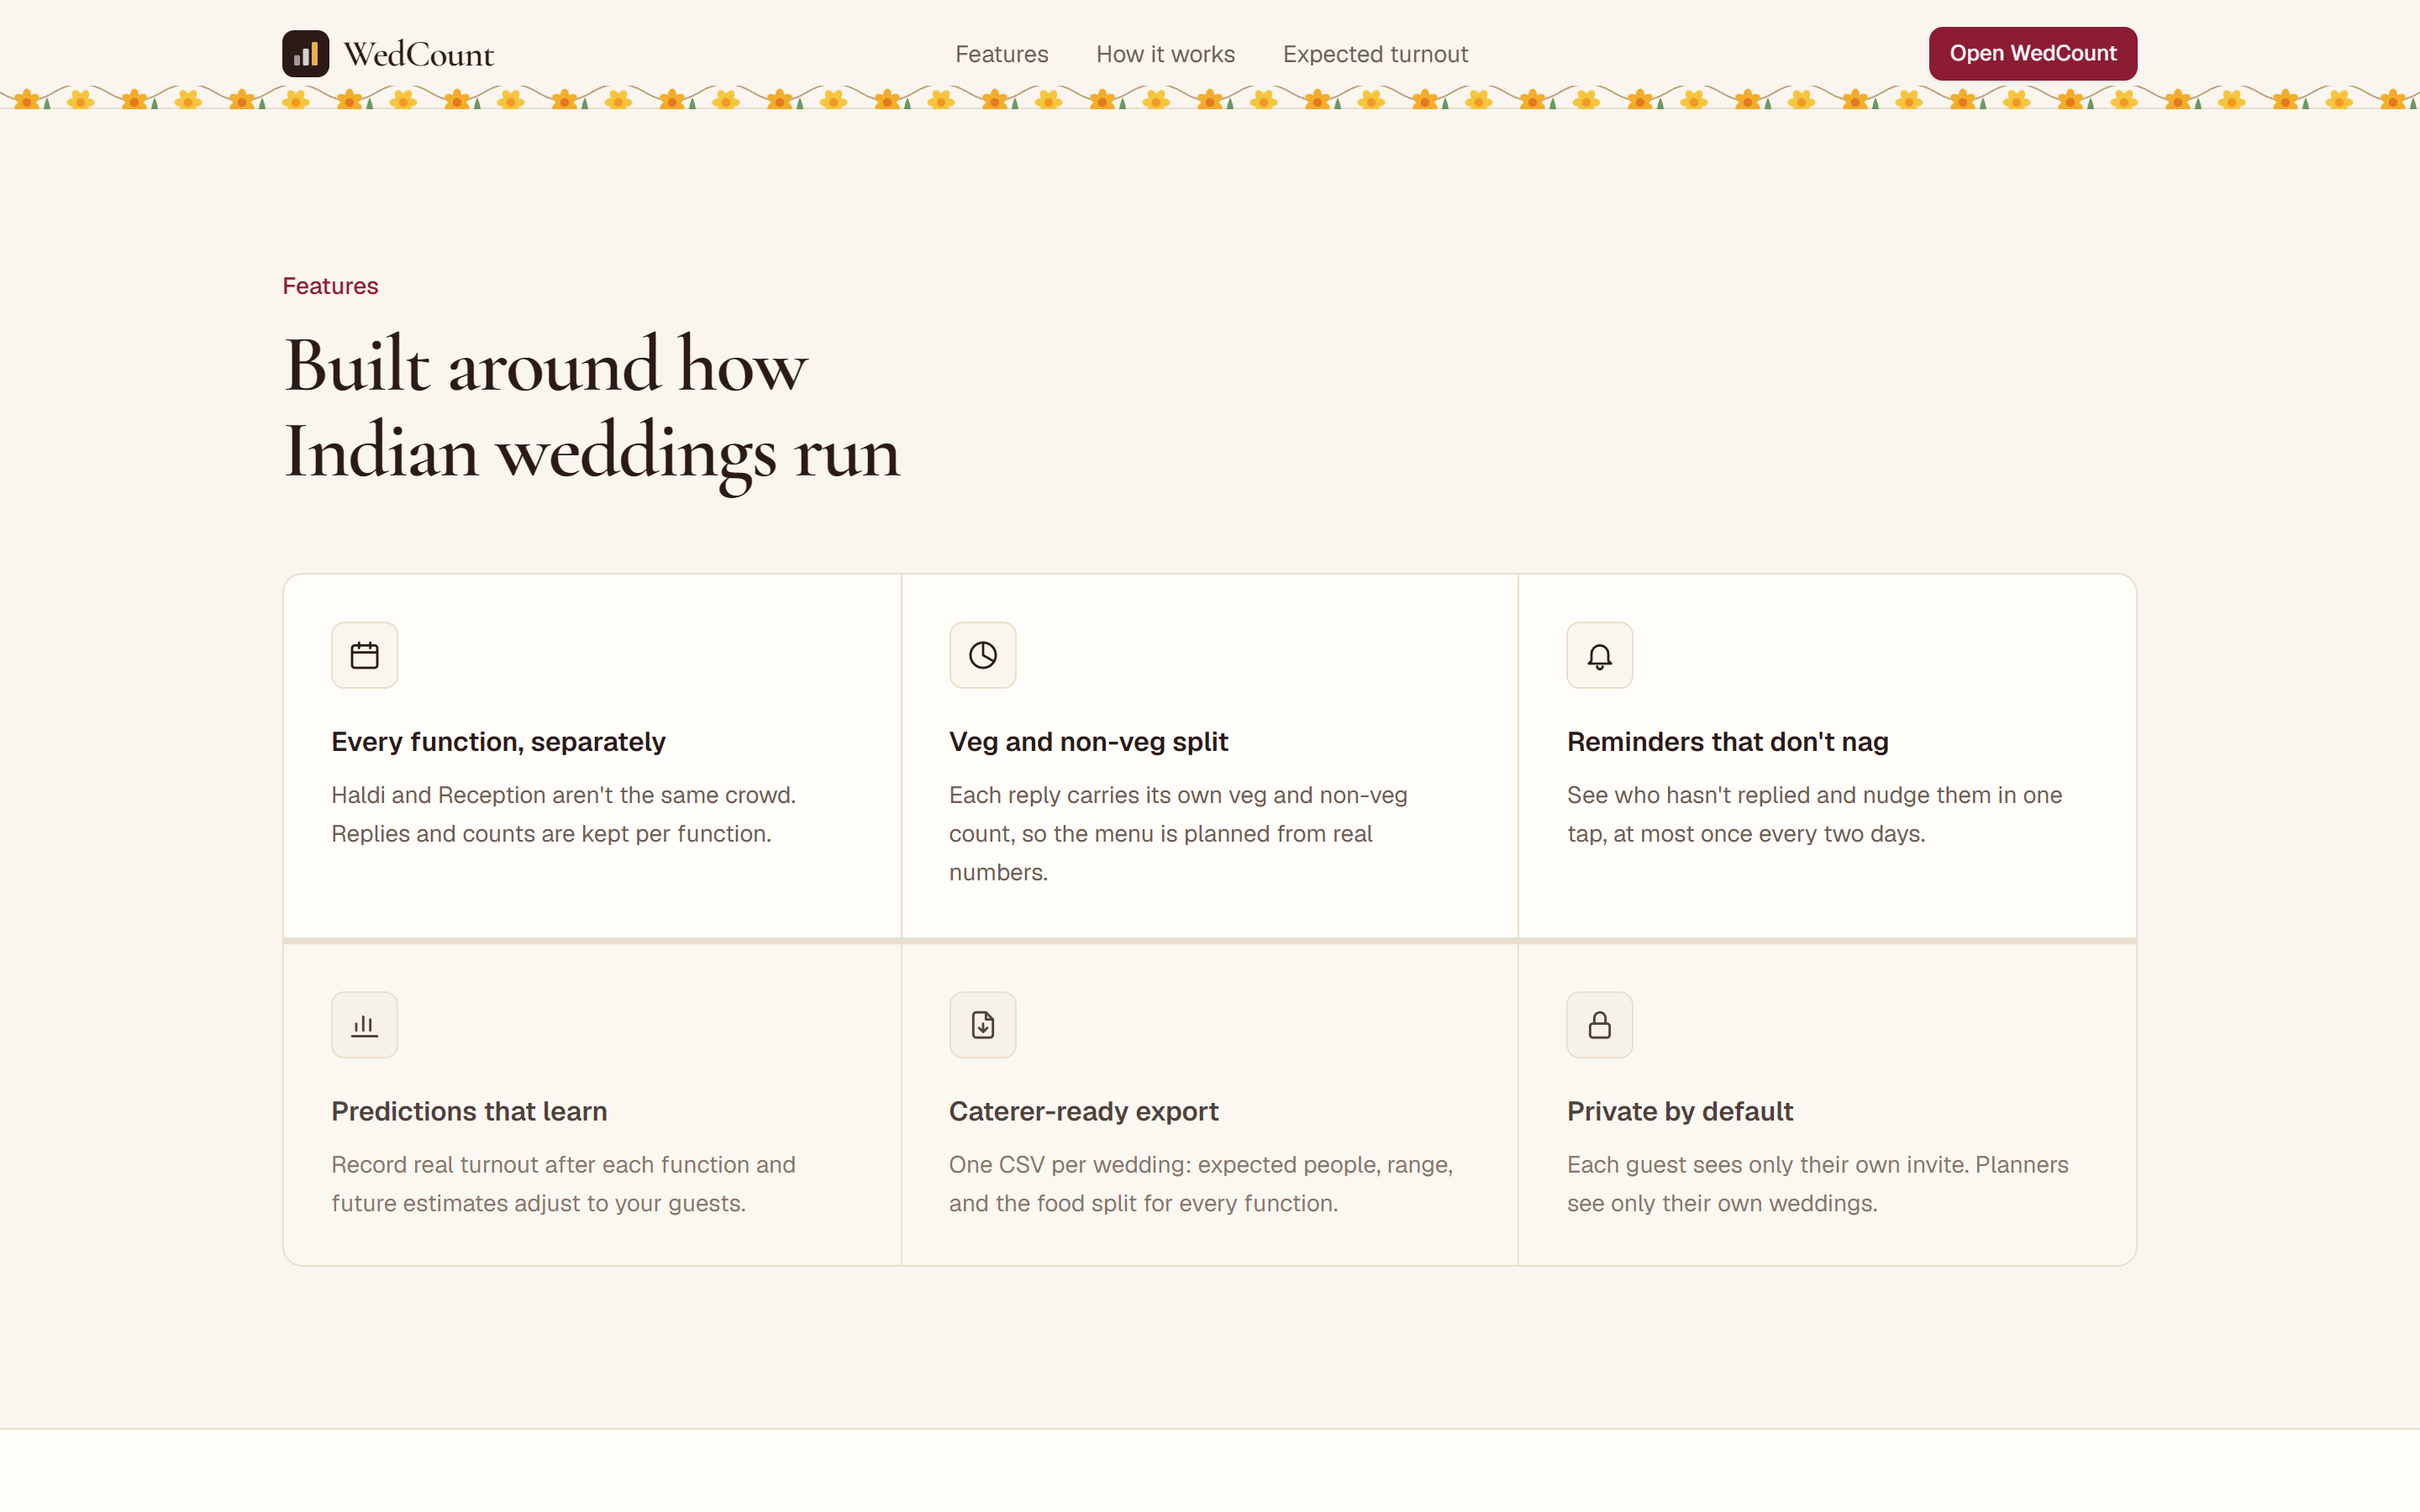 WedCount
Features
How it works
Expected turnout
Open WedCount
Features
Built around how
Indian weddings run
Every function, separately
Haldi and Reception aren't the same crowd.
Replies and counts are kept per function.
Veg and non-veg split
Each reply carries its own veg and non-veg
count, so the menu is planned from real
numbers.
Reminders that don't nag
See who hasn't replied and nudge them in one
tap, at most once every two days.
Predictions that learn
Record real turnout after each function and
future estimates adjust to your guests.
Caterer-ready export
One CSV per wedding: expected people, range,
and the food split for every function.
Private by default
Each guest sees only their own invite. Planners
see only their own weddings.